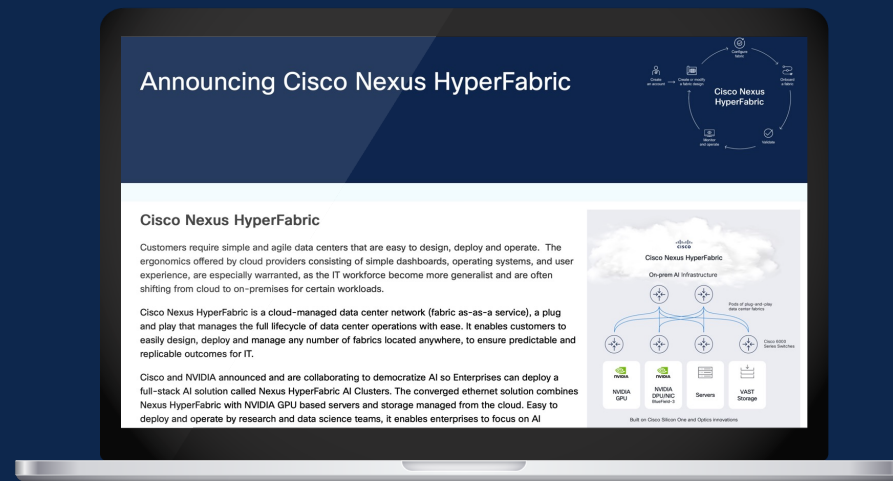 Announcing Cisco Nexus HyperFabric
Configure
fabric
Create
an account
Create or modify
a fabric design
Onboard
a fabric
Cisco Nexus
HyperFabric
Monitor
and operate
Validate
Cisco Nexus HyperFabric
Customers require simple and agile data centers that are easy to design, deploy and operate. The
ergonomics offered by cloud providers consisting of simple dashboards, operating systems, and user
experience, are especially warranted, as the IT workforce become more generalist and are often
shifting from cloud to on-premises for certain workloads.
Cisco Nexus HyperFabric is a cloud-managed data center network (fabric as-as-a service), a plug
and play that manages the full lifecycle of data center operations with ease. It enables customers to
easily design, deploy and manage any number of fabrics located anywhere, to ensure predictable and
replicable outcomes for IT.
Cisco and NVIDIA announced and are collaborating to democratize AI so Enterprises can deploy a
full-stack AI solution called Nexus HyperFabric AI Clusters. The converged ethernet solution combines
Nexus HyperFabric with NVIDIA GPU based servers and storage managed from the cloud. Easy to
deploy and operate by research and data science teams, it enables enterprises to focus on AI
CISCO
Cisco Nexus HyperFabric
On-prem AI Infrastructure
Pods of plug-and-play
data center fabrics
Cisco 6000
Series Switches
NVIDIA
NVIDIA
NVIDIA
GPU
NVIDIA
DPU/NIC
BlueField-3
Servers
VAST
Storage
Built on Cisco Silicon One and Optics innovations